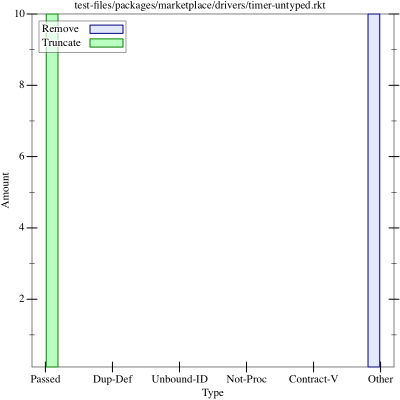 test-files/packages/marketplace/drivers/timer-untyped.rkt
10
Remove
Truncate
8
6
Amount
4
2
Passed Dup-Def Unbound-ID Not-Proc Contract-V Other
Type